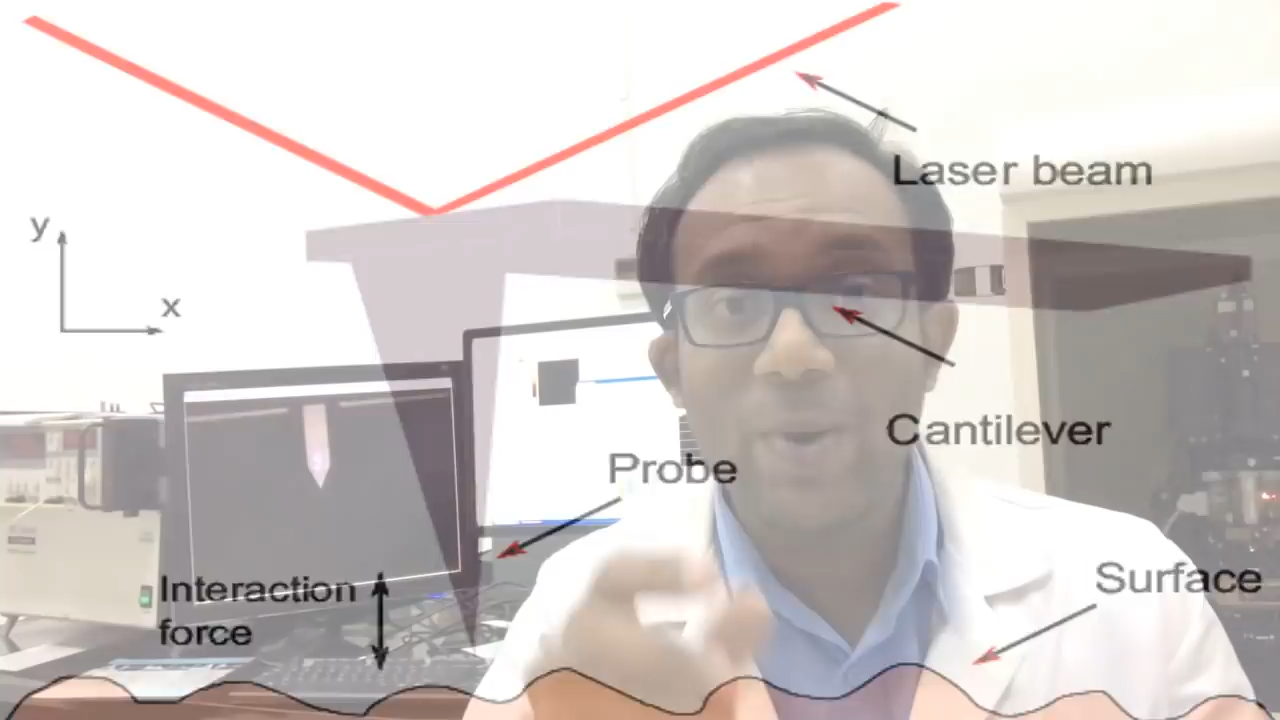 Laser beam
y
x
Cantilever
Probe
Interaction
force
Surface